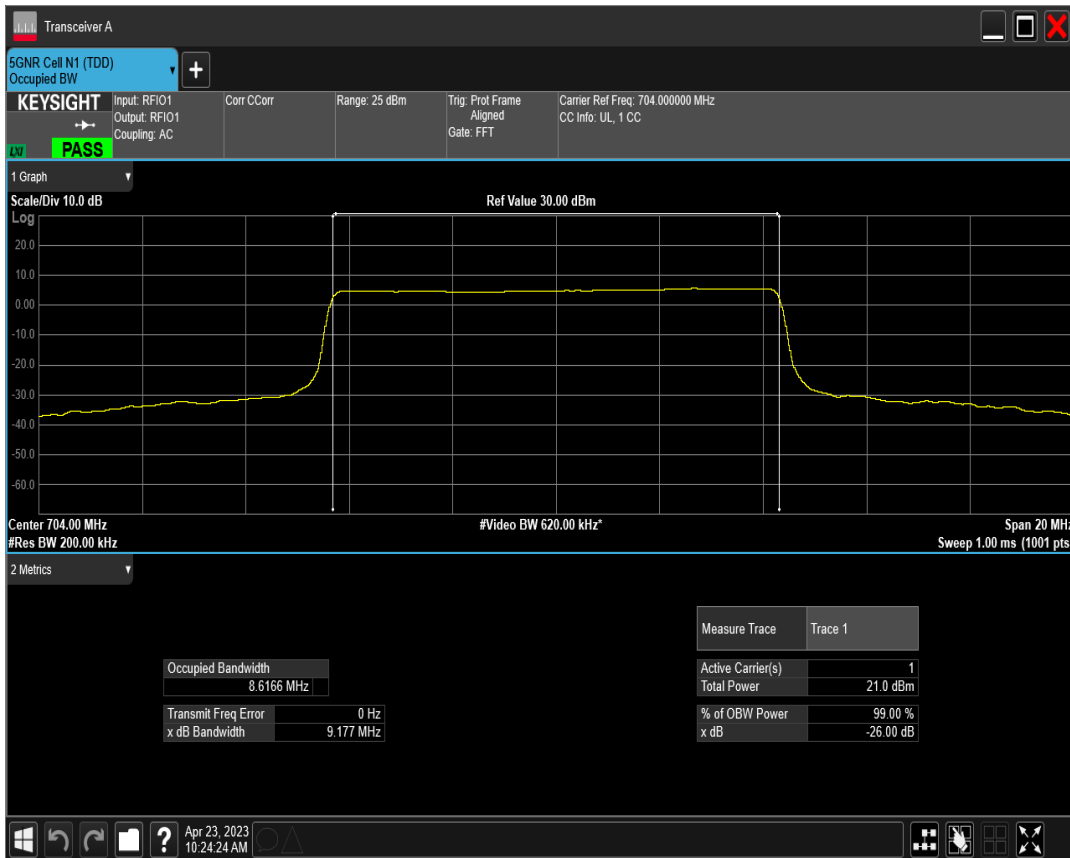 Transceiver A
5GNR Cell N1 (TDD)
Occupied BW
+
KEYSIGHT
LXI
PASS
Input: RFIO1
Output: RFIO1
Coupling: AC
Corr CCorr
Range: 25 dBm
Trig: Prot Frame
Aligned
Gate: FFT
Carrier Ref Freq: 704.000000 MHz
CC Info: UL, 1 CC
1 Graph
Scale/Div 10.0 dB
Ref Value 30.00 dBm
Log
20.0
10.0
0.00
-10.0
-20.0
-30.0
-40.0
-50.0
-60.0
Center 704.00 MHz
#Video BW 620.00 kHz*
Span 20 MHz
#Res BW 200.00 kHz
Sweep 1.00 ms (1001 pts
2 Metrics
Measure Trace Trace 1
Occupied Bandwidth
8.6166 MHz
Active Carrier(s) 1
Total Power 21.0 dBm
Transmit Freq Error 0 Hz
x dB Bandwidth 9.177 MHz
% of OBW Power 99.00 %
x dB -26.00 dB
?
Apr 23, 2023
10:24:24 AM